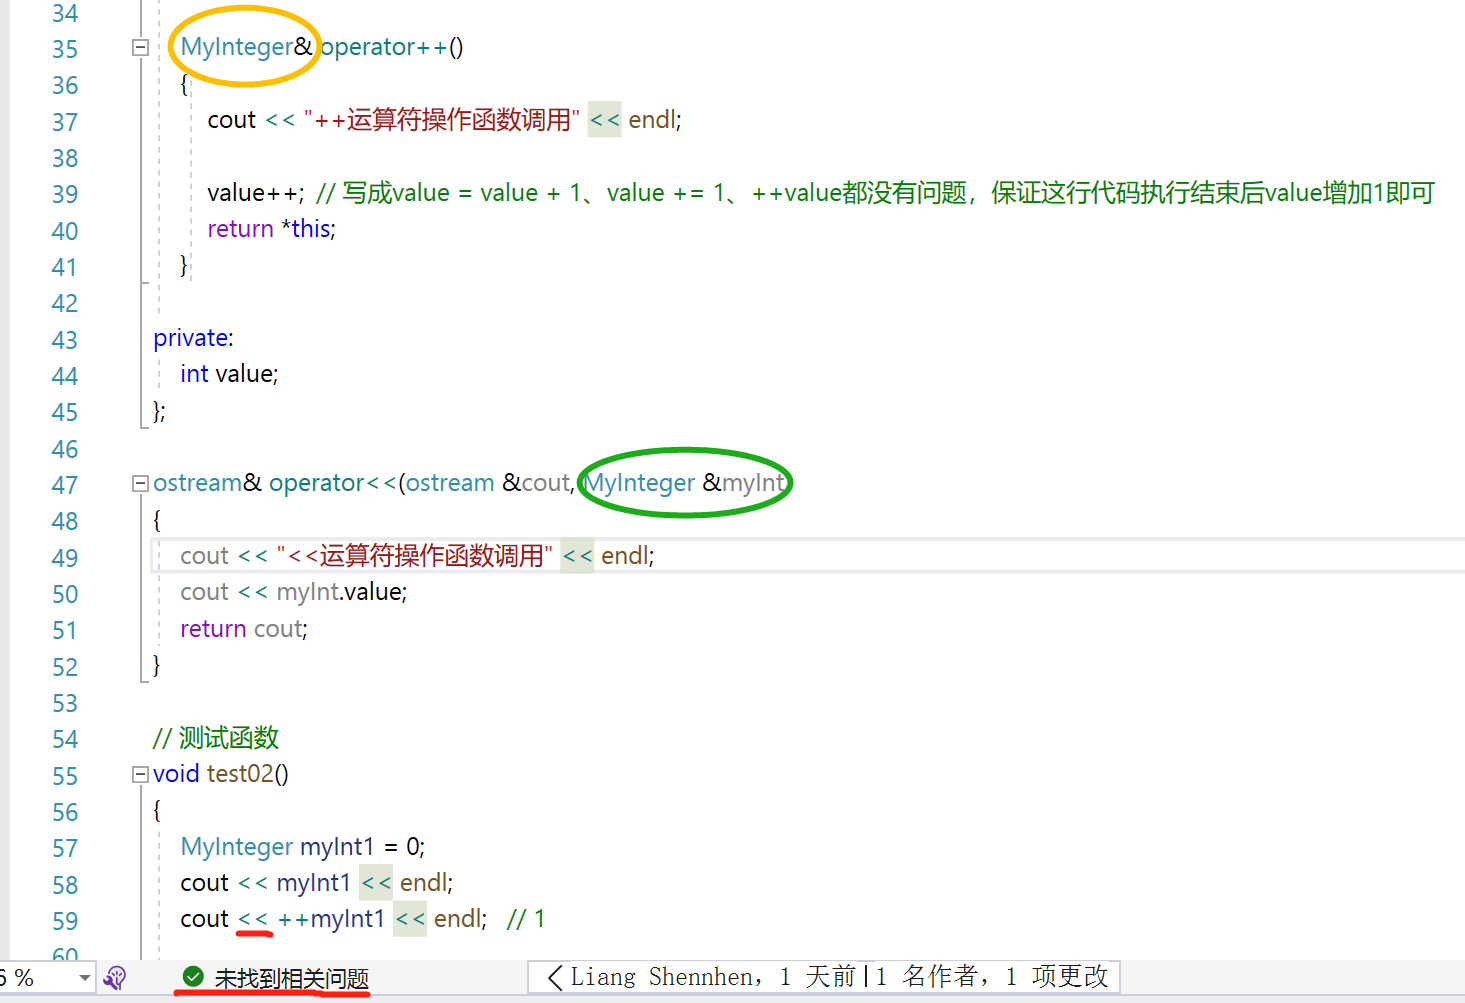 34
35 MyInteger& operator++()
36 {
37 cout << "++运算符操作函数调用" << endl;
38
39 value++; // 写成value = value + 1、value += 1、++value都没有问题，保证这行代码执行结束后value增加1即可
40 return *this;
41 }
42
43 private:
44 int value;
45 };
46
47 ostream& operator<<(ostream &cout, MyInteger &myInt
48 {
49 cout << "<<运算符操作函数调用" << endl;
50 cout << myInt.value;
51 return cout;
52 }
53
54 // 测试函数
55 void test02()
56 {
57 MyInteger myInt1 = 0;
58 cout << myInt1 << endl;
59 cout << ++myInt1 << endl; // 1
60
6 % 未找到相关问题 Liang Shennhen，1 天前|1 名作者，1 项更改